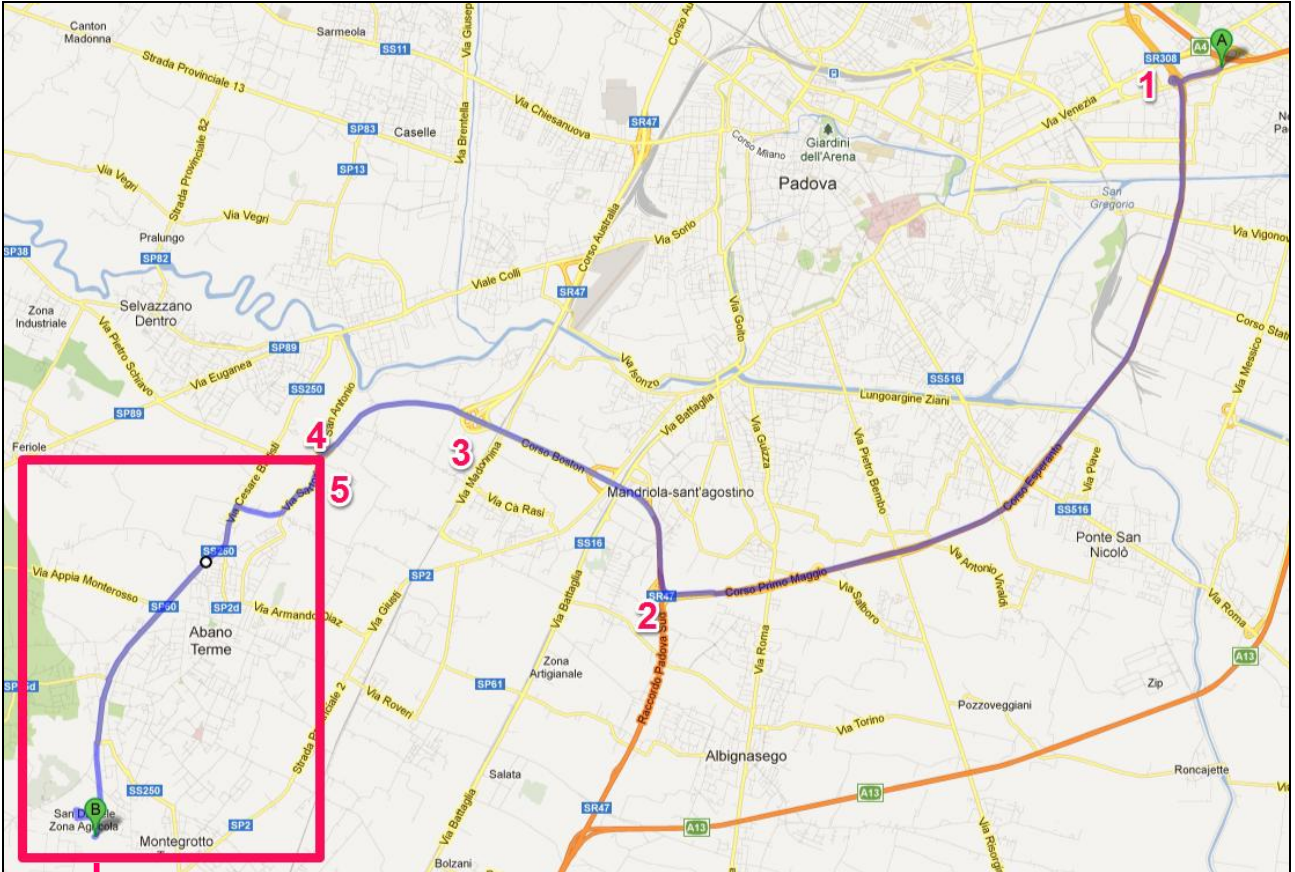 Canton
Madonna
Sarmeola
SS11
Strada Provinciale 13
Via Chiesanuova
SP83
Caselle
SP13
Via Brentella
Strada Provinciale 82
Via Vegri
Via Vegri
Pralungo
SP82
SP38
Zona
Industriale
Selvazzano
Dentro
Via Pietro Schiavo
SP89
Via Euganea
SS250
SP89
Feriole
Viale Colli
SR47
Corso Australia
SR47
Via Sorio
Corso Milano
Giardini
dell'Arena
Padova
Via Venezia
SR308
A4
A
1
San
Gregorio
Corso Esperanto
Via Messico
SS516
Lungoargine Ziani
Via Goito
Via Isonzo
Via Battaglia
Via Guizza
Via Pietro Bembo
Via Piave
SS516
Ponte San
Nicolò
Via Antonio Vivaldi
Via Roma
A13
4
3
5
Corso Boston
Via Madonnina
Mandriola-sant'agostino
Via Cà Rasi
Via Cesare Battisti
SS250
SS16
SP2
Via Appia Monterosso
SP60
SP2d
Via Armando Diaz
Via Giusti
Via Battaglia
Abano
Terme
SR47
2
Corso Primo Maggio
Via Salboro
Via Roma
Raccordo Padova Sud
Zona
Artigianale
SP61
Via Roveri
Strada Provinciale 2
Zip
Pozzoveggiani
Via Torino
Albignasego
Roncajette
Salata
SS250
B
Montegrotto
SP2
Via Battaglia
SR47
A13
A13
Bolzani